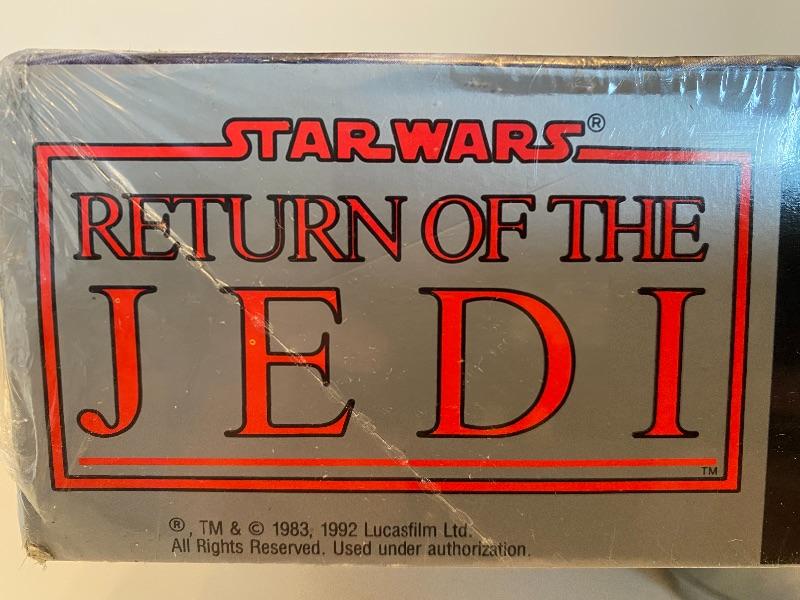 STAR WARS®
RETURN OF THE
JEDI
TM
®, TM & © 1983, 1992 Lucasfilm Ltd.
All Rights Reserved. Used under authorization.